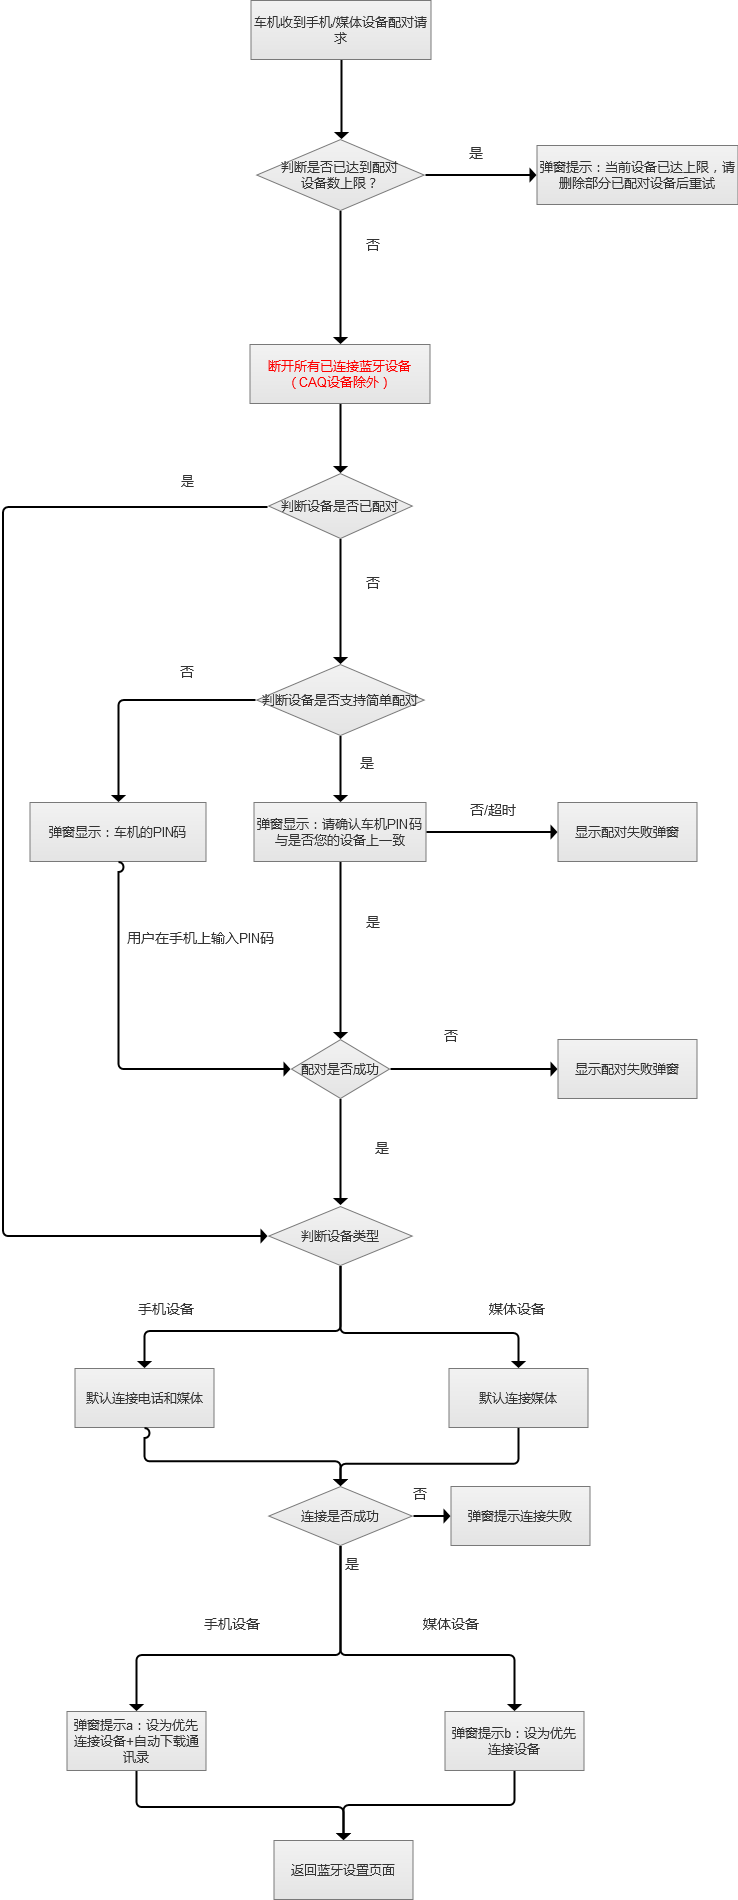 车机收到手机/媒体设备配对请
求
判断是否已达到配对
设备数上限？
是
弹窗提示：当前设备已达上限，请
删除部分已配对设备后重试
否
断开所有已连接蓝牙设备
（CAQ设备除外）
是
判断设备是否已配对
否
否
判断设备是否支持简单配对
是
弹窗显示：车机的PIN码
弹窗显示：请确认车机PIN码
与是否您的设备上一致
否/超时
显示配对失败弹窗
是
用户在手机上输入PIN码
否
配对是否成功
显示配对失败弹窗
是
判断设备类型
手机设备
媒体设备
默认连接电话和媒体
默认连接媒体
否
连接是否成功
弹窗提示连接失败
是
手机设备
媒体设备
弹窗提示a：设为优先
连接设备+自动下载通
讯录
弹窗提示b：设为优先
连接设备
返回蓝牙设置页面